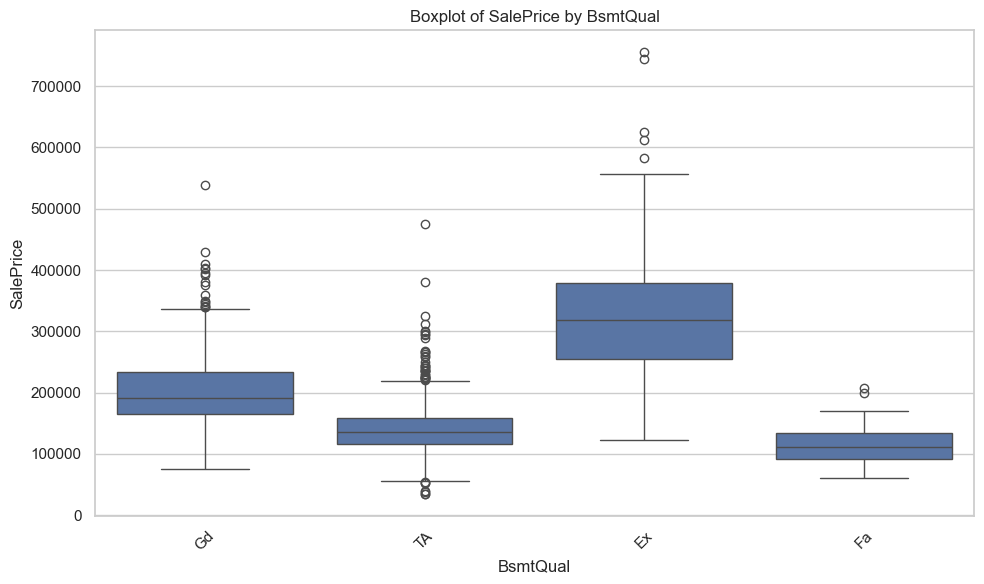 Boxplot of SalePrice by BsmtQual
SalePrice
700000
600000
500000
400000
300000
200000
100000
0
Gd
TA
Ex
Fa
BsmtQual